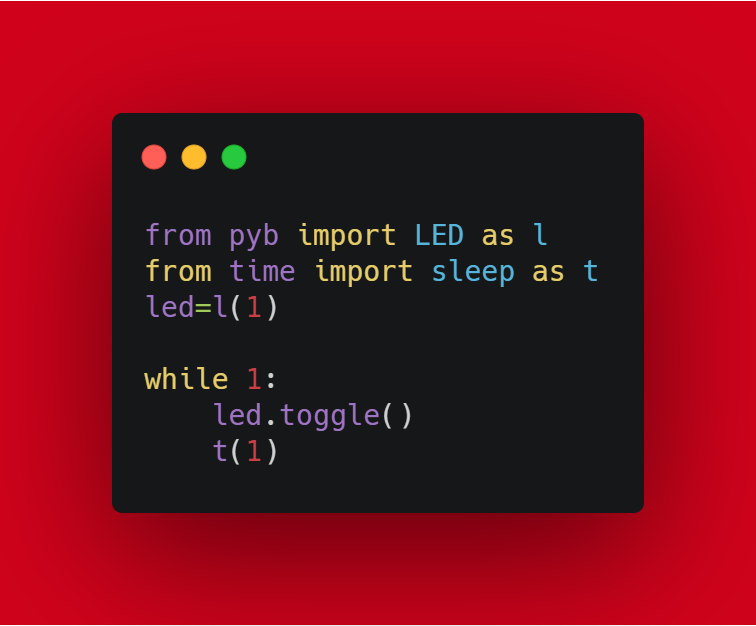 from pyb import LED as l
from time import sleep as t
led=l(1)

while 1:
    led.toggle()
    t(1)